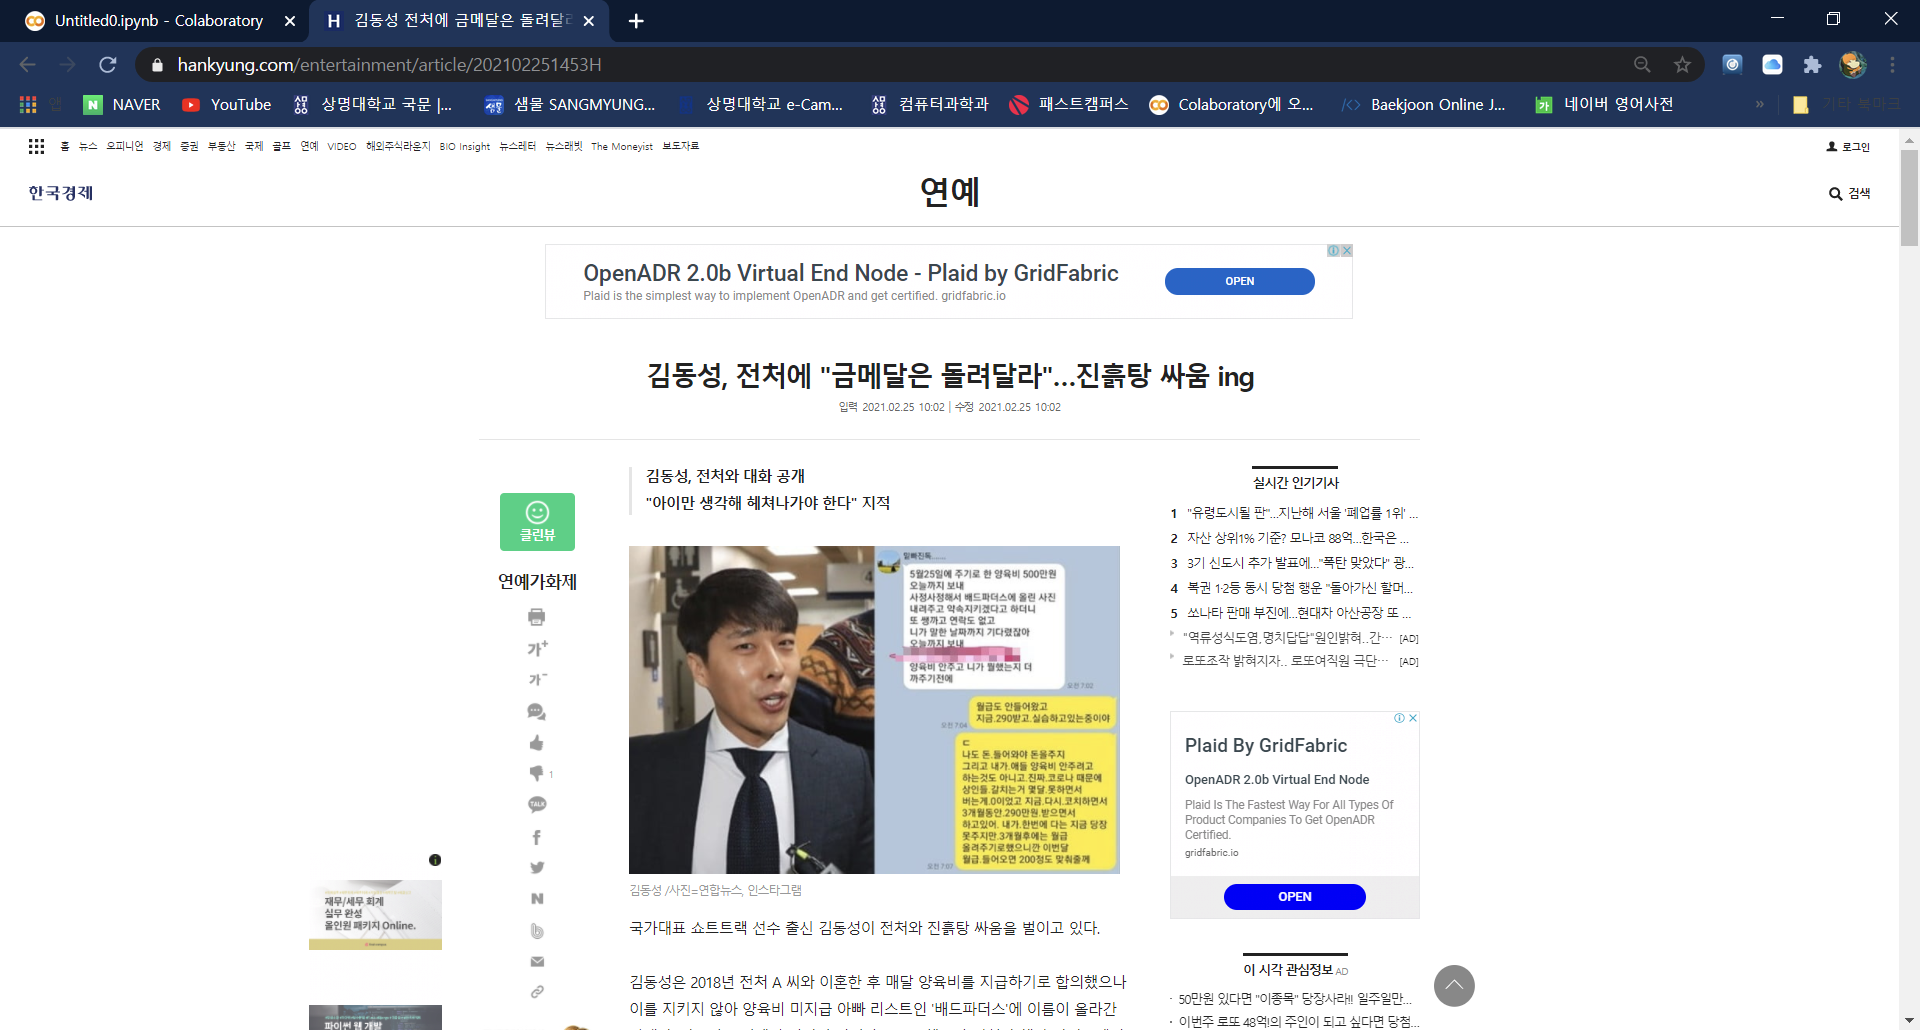 Untitled0.ipynb - Colaboratory
김동성 전처에 금메달은 돌려달라
hankyung.com/entertainment/article/202102251453H
앱
NAVER
YouTube
상명대학교 국문 |...
샘물 SANGMYUNG...
상명대학교 e-Cam...
컴퓨터과학과
패스트캠퍼스
Colaboratory에 오...
Baekjoon Online J...
네이버 영어사전
기타 북마크
홈 뉴스 오피니언 경제 증권 부동산 국제 골프 연예 VIDEO 해외주식라운지 BIO Insight 뉴스레터 뉴스래빗 The Moneyist 보도자료
로그인
한국경제
연예
검색
OpenADR 2.0b Virtual End Node - Plaid by GridFabric
Plaid is the simplest way to implement OpenADR and get certified. gridfabric.io
OPEN
김동성, 전처에 "금메달은 돌려달라"…진흙탕 싸움 ing
입력 2021.02.25 10:02 | 수정 2021.02.25 10:02
김동성, 전처와 대화 공개
"아이만 생각해 헤쳐나가야 한다" 지적
클린뷰
연예가화제
가+
가-
1
TALK
밑빠진독......
5월25일에 주기로 한 양육비 500만원
오늘까지 보내
사정사정해서 배드파더스에 올린 사진
내려주고 약속지키겠다고 하더니
또 쌩까고 연락도 없고
니가 말한 날짜까지 기다렸잖아
오늘까지 보내
양육비 안주고 니가 뭘했는지 더
까주기전에
오전 7:02
월급도 안들어왔고
지금.290받고.실습하고있는중이야
오전 7:04
ㄷ
나도 돈.들어와야 돈을주지
그리고 내가.애들 양육비 안주려고
하는것도 아니고.진짜.코로나 때문에
상인들.갈치는거 몇달.못하면서
버는게.0이었고 지금.다시.코치하면서
3개월동안.290만원.받으면서
하고있어. 내가.한번에 다는 지금 당장
못주지만.3개월후에는 월급
올려주기로했으니깐 이번달
월급.들어오면 200정도 맞춰줄께
오전 7:07
김동성 /사진=연합뉴스, 인스타그램
국가대표 쇼트트랙 선수 출신 김동성이 전처와 진흙탕 싸움을 벌이고 있다.
김동성은 2018년 전처 A 씨와 이혼한 후 매달 양육비를 지급하기로 합의했으나
이를 지키지 않아 양육비 미지급 아빠 리스트인 '배드파더스'에 이름이 올라간
실시간 인기기사
1 "유령도시될 판"…지난해 서울 '폐업률 1위' ...
2 자산 상위1% 기준? 모나코 88억…한국은 ...
3 3기 신도시 추가 발표에…"폭탄 맞았다" 광...
4 복권 1·2등 동시 당첨 행운 "돌아가신 할머...
5 쏘나타 판매 부진에…현대차 아산공장 또 ...
"역류성식도염,명치답답"원인밝혀..간… [AD]
로또조작 밝혀지자.. 로또여직원 극단… [AD]
Plaid By GridFabric
OpenADR 2.0b Virtual End Node
Plaid Is The Fastest Way For All Types Of
Product Companies To Get OpenADR
Certified.
gridfabric.io
OPEN
이 시각 관심정보 AD
· 50만원 있다면 "이종목" 당장사라!! 일주일만...
· 이번주 로또 48억!의 주인이 되고 싶다면 당첨...
재무/세무 회계
실무 완성
올인원 패키지 Online.
파이썬 웹 개발